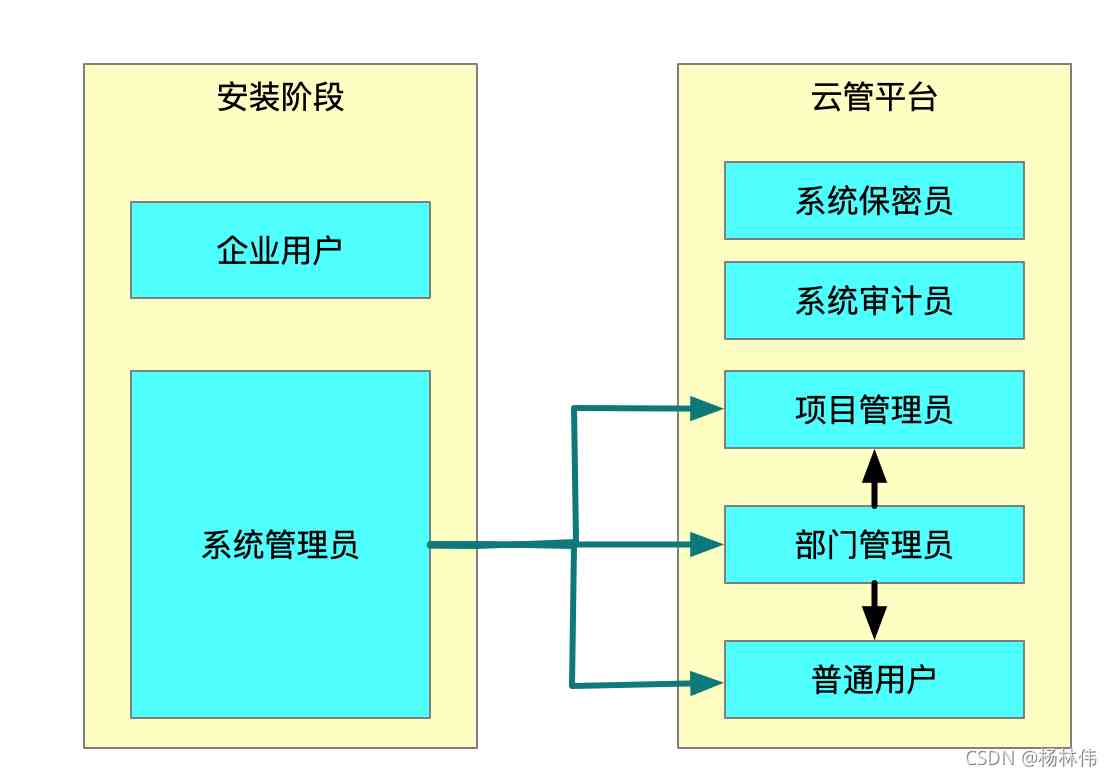 安装阶段
企业用户
系统管理员
云管平台
系统保密员
系统审计员
项目管理员
部门管理员
普通用户
CSDN @杨林伟